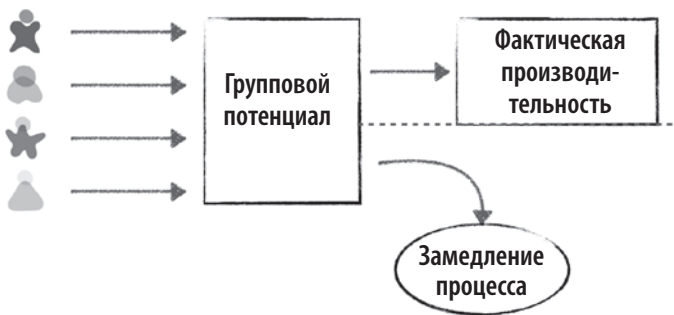 Групповой
потенциал
Фактическая
производи-
тельность
Замедление
процесса